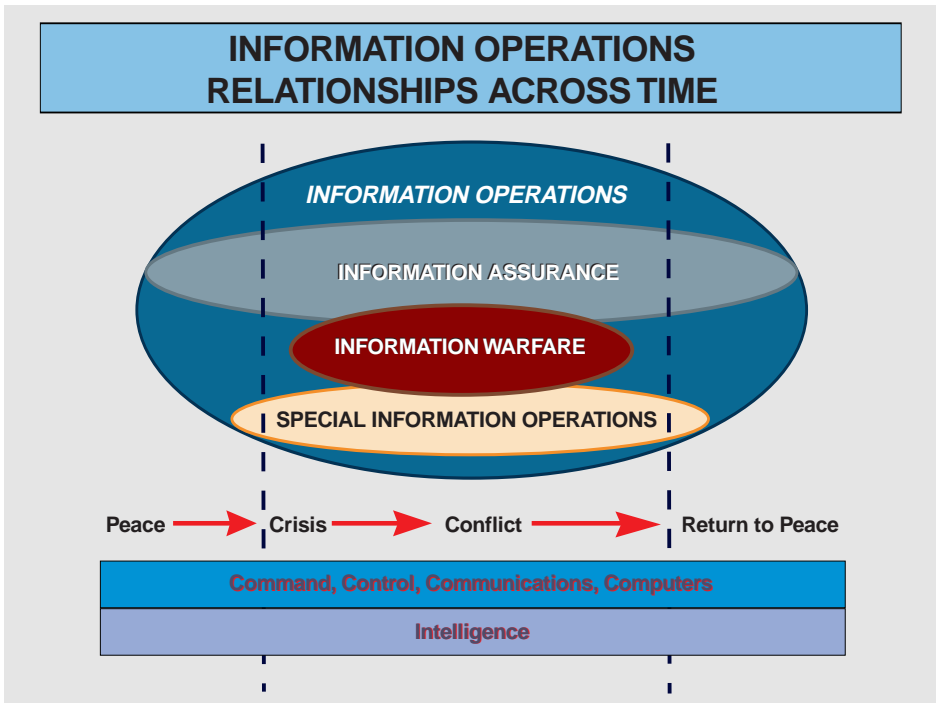 INFORMATION OPERATIONS
RELATIONSHIPS ACROSS TIME
INFORMATION OPERATIONS
INFORMATION ASSURANCE
INFORMATION WARFARE
SPECIAL INFORMATION OPERATIONS
Peace Crisis Conflict Return to Peace
Command, Control, Communications, Computers
Intelligence